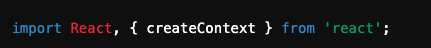 import React, { createContext } from 'react';